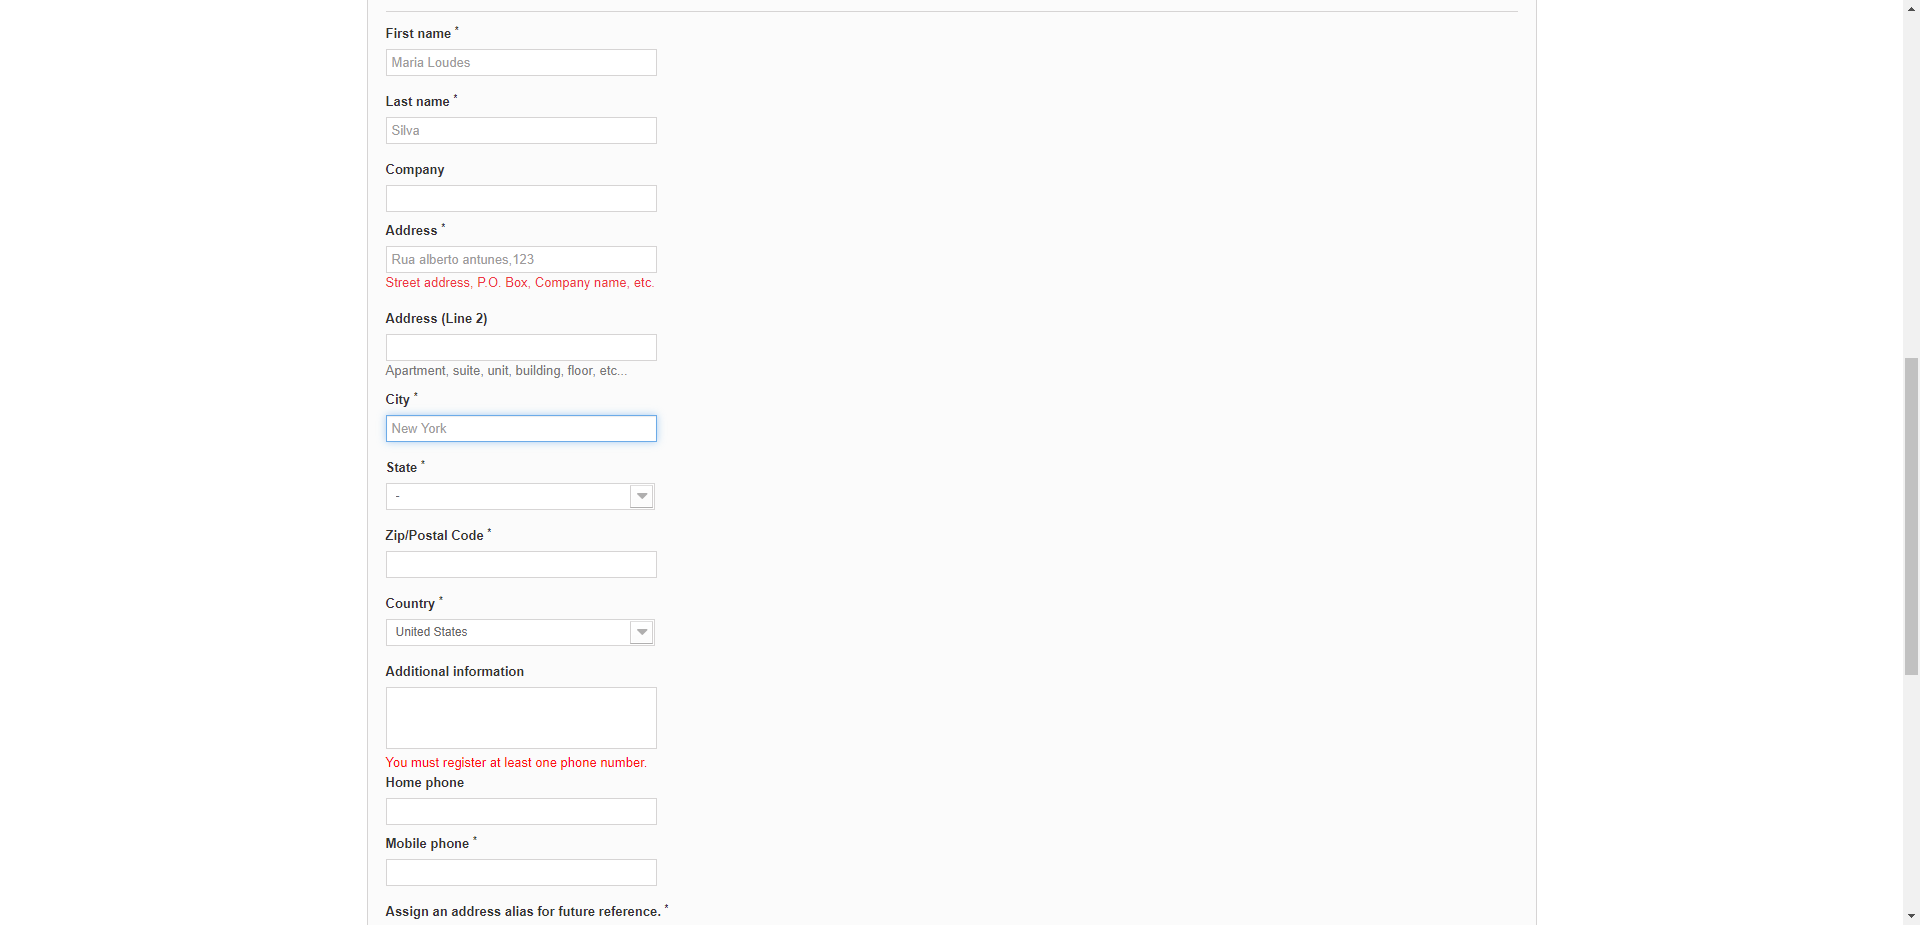 First name *
Maria Loudes
Last name *
Silva
Company
Address *
Rua alberto antunes,123
Street address, P.O. Box, Company name, etc.
Address (Line 2)
Apartment, suite, unit, building, floor, etc...
City *
New York
State *
-
Zip/Postal Code *
Country *
United States
Additional information
You must register at least one phone number.
Home phone
Mobile phone *
Assign an address alias for future reference. *